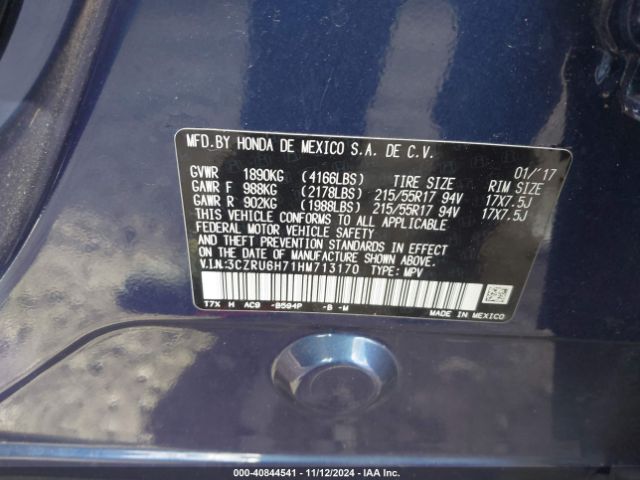 MFD.BY HONDA DE MEXICO S.A. DE C.V.
GVWR 1890KG (4166LBS) TIRE SIZE 01/'17 RIM SIZE
GAWR F 988KG (2178LBS) 215/55R17 94V 17X7.5J
GAWR R 902KG (1988LBS) 215/55R17 94V 17X7.5J
THIS VEHICLE CONFORMS TO ALL APPLICABLE
FEDERAL MOTOR VEHICLE SAFETY AND
THEFT PREVENTION STANDARDS IN EFFECT
ON THE DATE OF MANUFACTURE SHOWN ABOVE.
V.I.N.:3CZRU6H71HM713170 TYPE: MPV
T7X H AC9 -B594P -B -M
MADE IN MEXICO
000-40844541 - 11/12/2024 - IAA Inc.